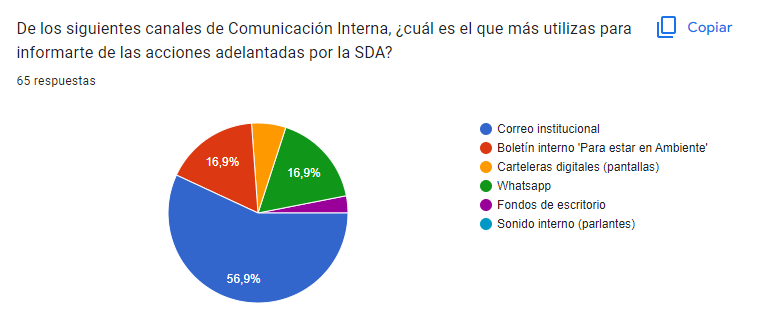 De los siguientes canales de Comunicación Interna, ¿cuál es el que más utilizas para
informarte de las acciones adelantadas por la SDA?
Copiar
65 respuestas
16,9%
16,9%
56,9%
Correo institucional
Boletín interno 'Para estar en Ambiente'
Carteleras digitales (pantallas)
Whatsapp
Fondos de escritorio
Sonido interno (parlantes)